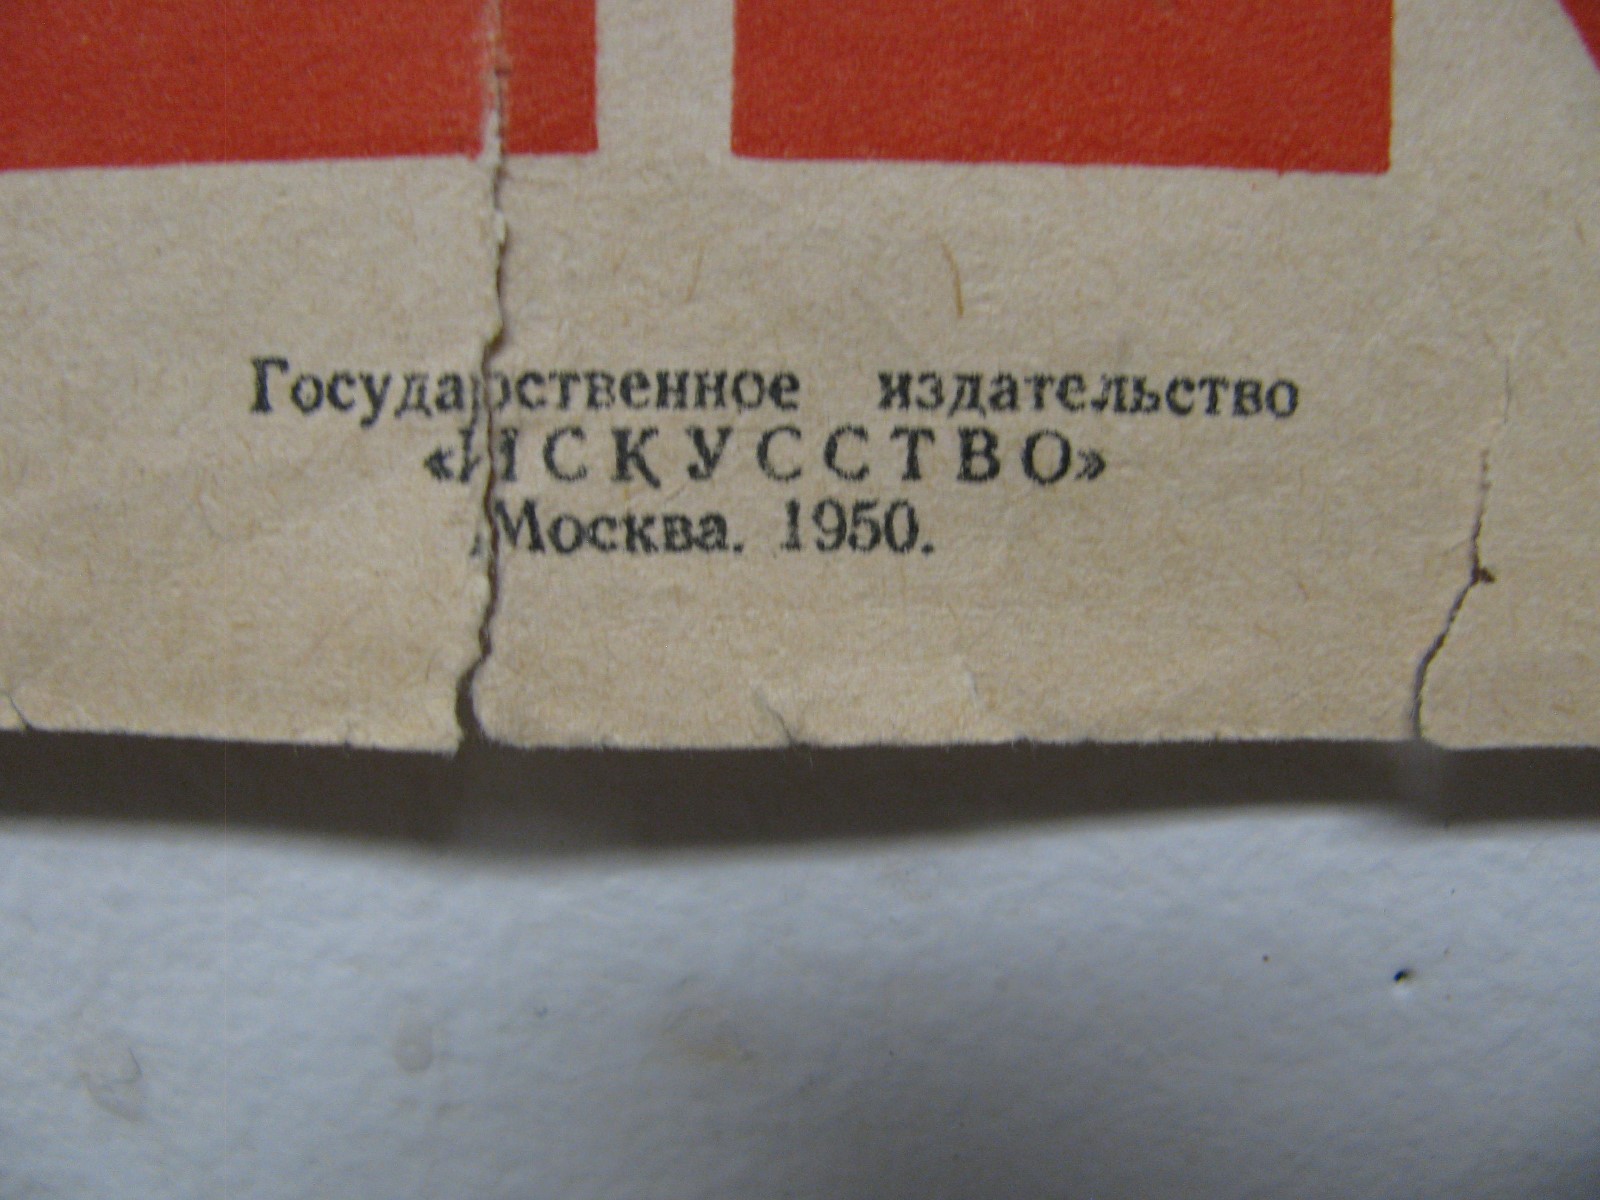 Государственное издательство
«ИСКУССТВО»
Москва. 1950.